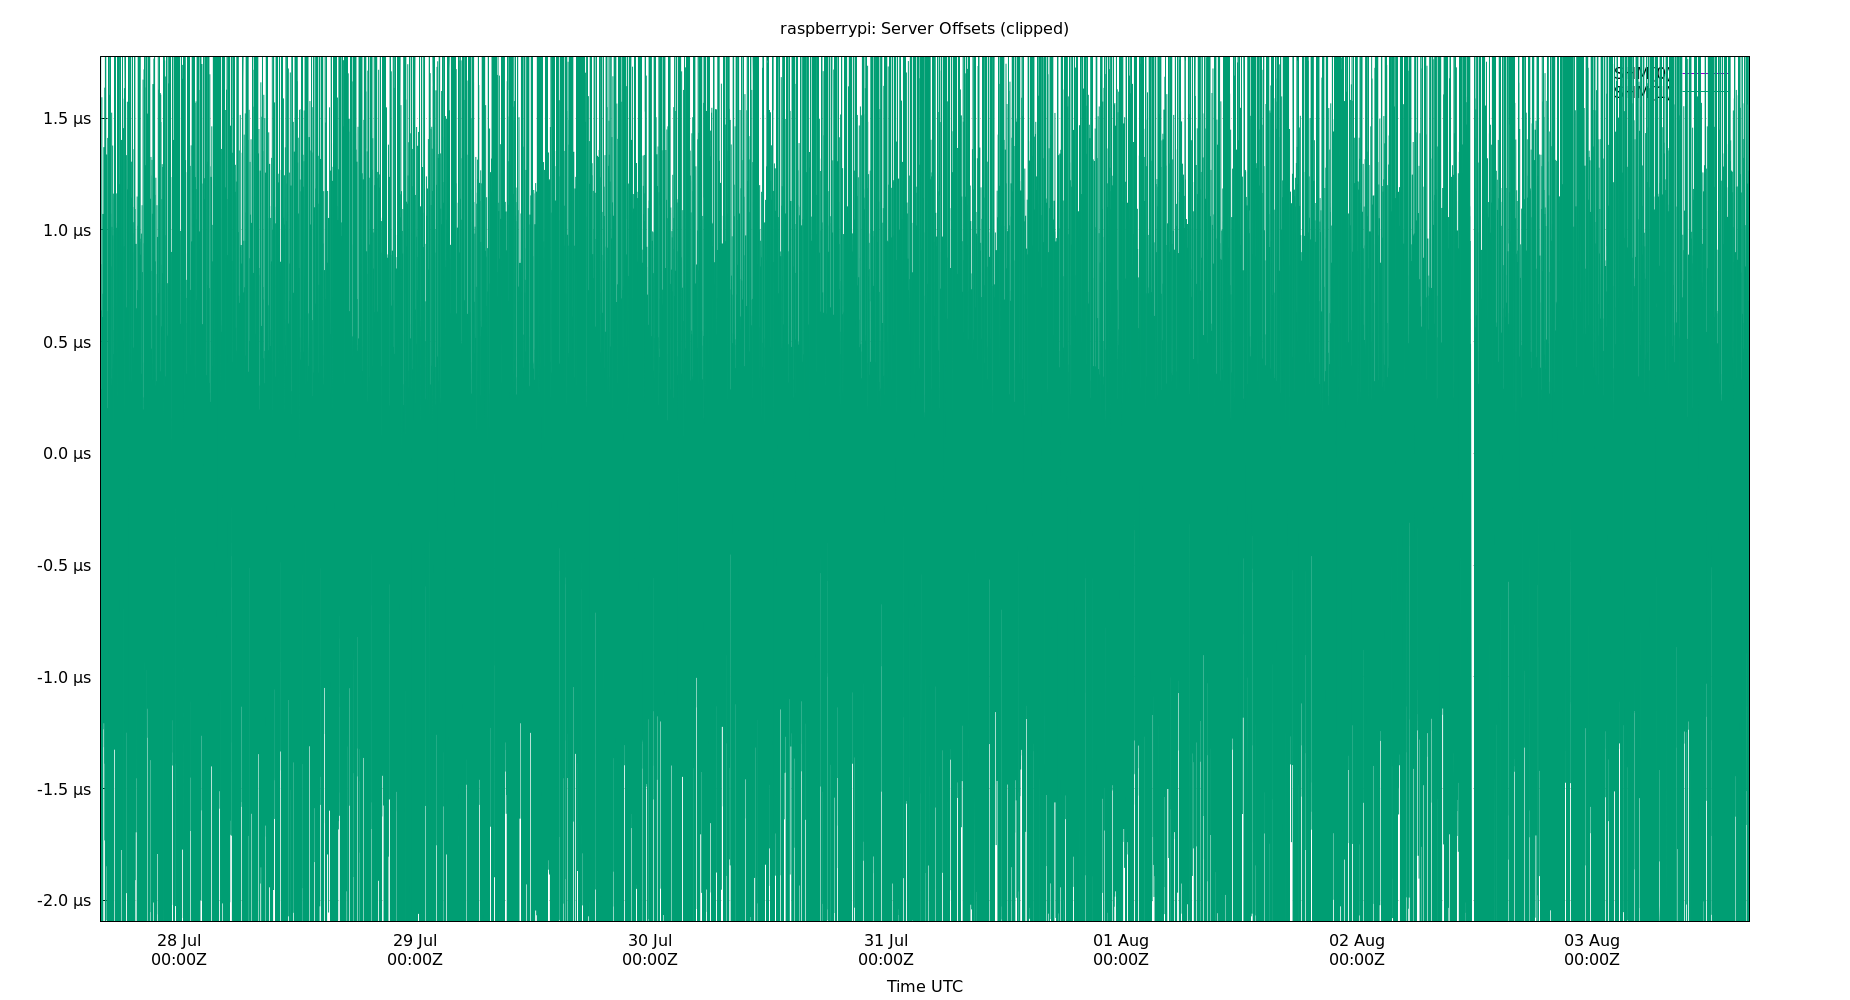 raspberrypi: Server Offsets (clipped)
SHM(0)
1.5 µs
1.0 µs
0.5 µs
0.0 µs
-0.5 µs
-1.0 µs
-1.5 µs
-2.0 µs
28 Jul
00:00Z
29 Jul
00:00Z
30 Jul
00:00Z
31 Jul
00:00Z
01 Aug
00:00Z
02 Aug
00:00Z
03 Aug
00:00Z
Time UTC